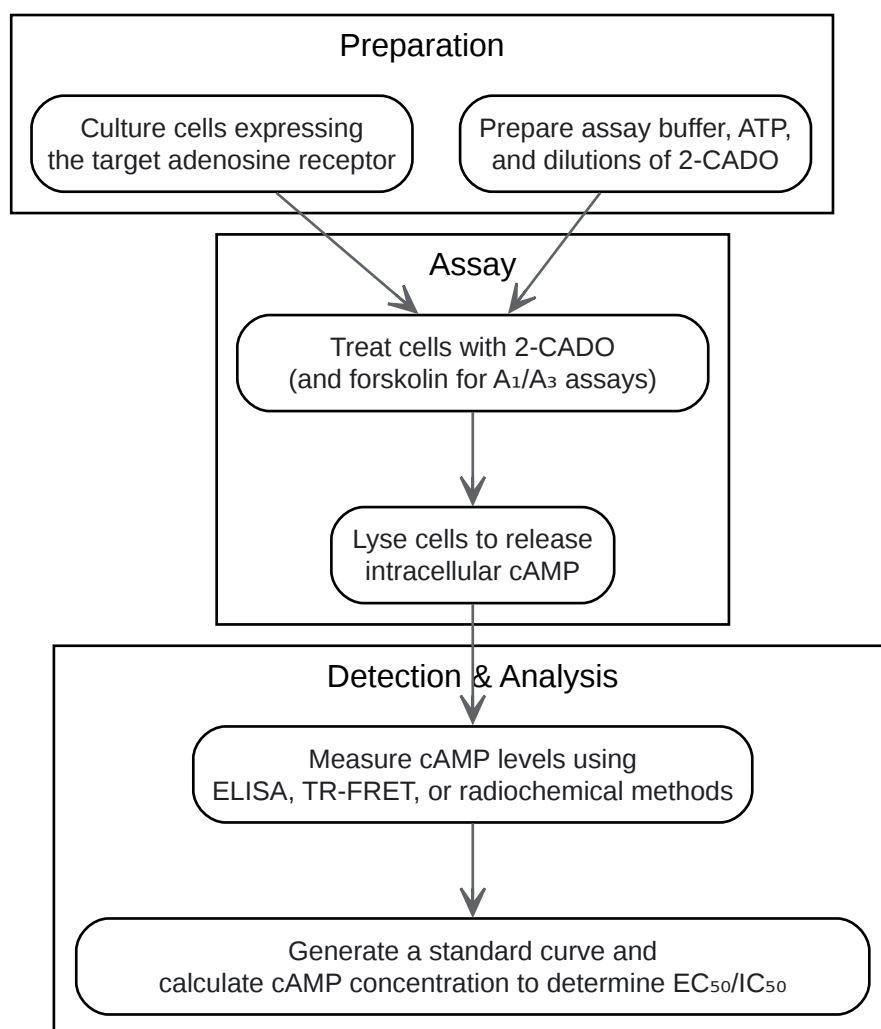 Preparation
Culture cells expressing
the target adenosine receptor
Prepare assay buffer, ATP,
and dilutions of 2-CADO
Assay
Treat cells with 2-CADO
(and forskolin for A₁/A₃ assays)
Lyse cells to release
intracellular cAMP
Detection & Analysis
Measure cAMP levels using
ELISA, TR-FRET, or radiochemical methods
Generate a standard curve and
calculate cAMP concentration to determine EC₅₀/IC₅₀